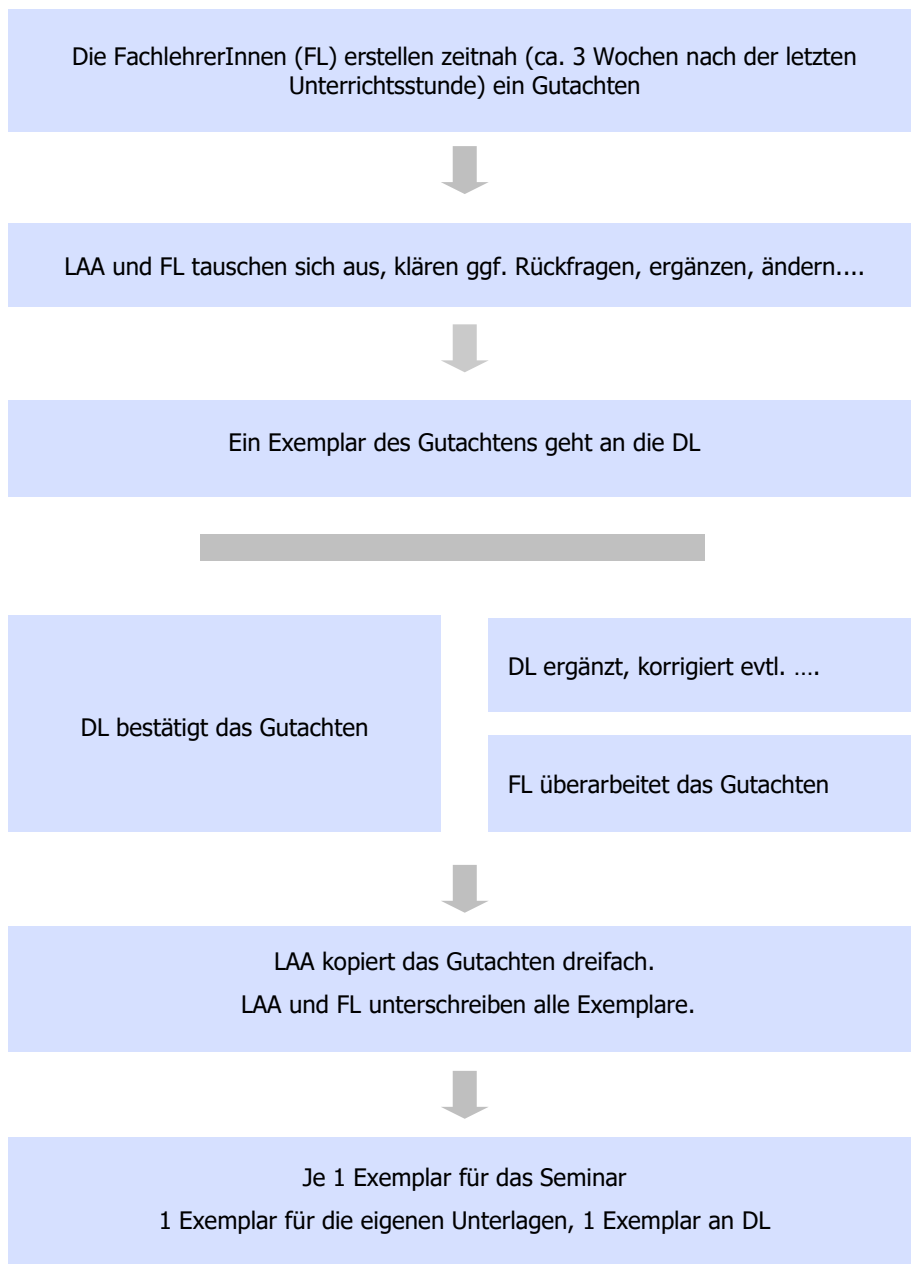 Die FachlehrerInnen (FL) erstellen zeitnah (ca. 3 Wochen nach der letzten
Unterrichtsstunde) ein Gutachten
LAA und FL tauschen sich aus, klären ggf. Rückfragen, ergänzen, ändern....
Ein Exemplar des Gutachtens geht an die DL
DL bestätigt das Gutachten
DL ergänzt, korrigiert evtl. ….
FL überarbeitet das Gutachten
LAA kopiert das Gutachten dreifach.
LAA und FL unterschreiben alle Exemplare.
Je 1 Exemplar für das Seminar
1 Exemplar für die eigenen Unterlagen, 1 Exemplar an DL